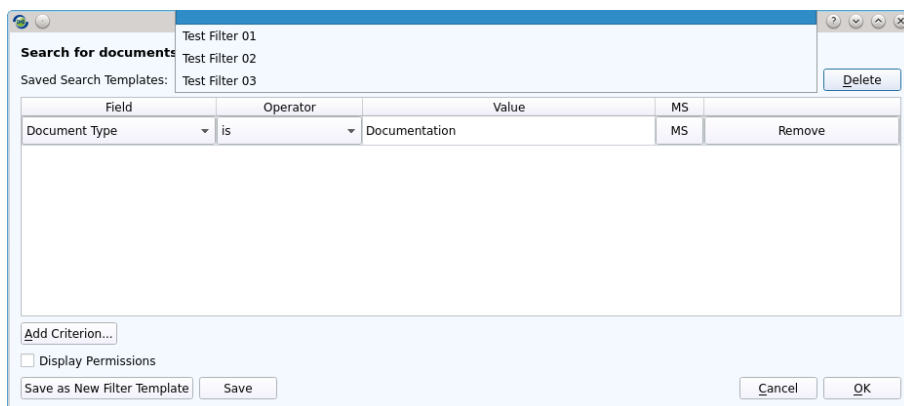 Test Filter 01
Search for documents
Test Filter 02
Saved Search Templates: Test Filter 03 Delete
Field Operator Value MS
Document Type is Documentation MS Remove
Add Criterion...
Display Permissions
Save as New Filter Template Save Cancel OK